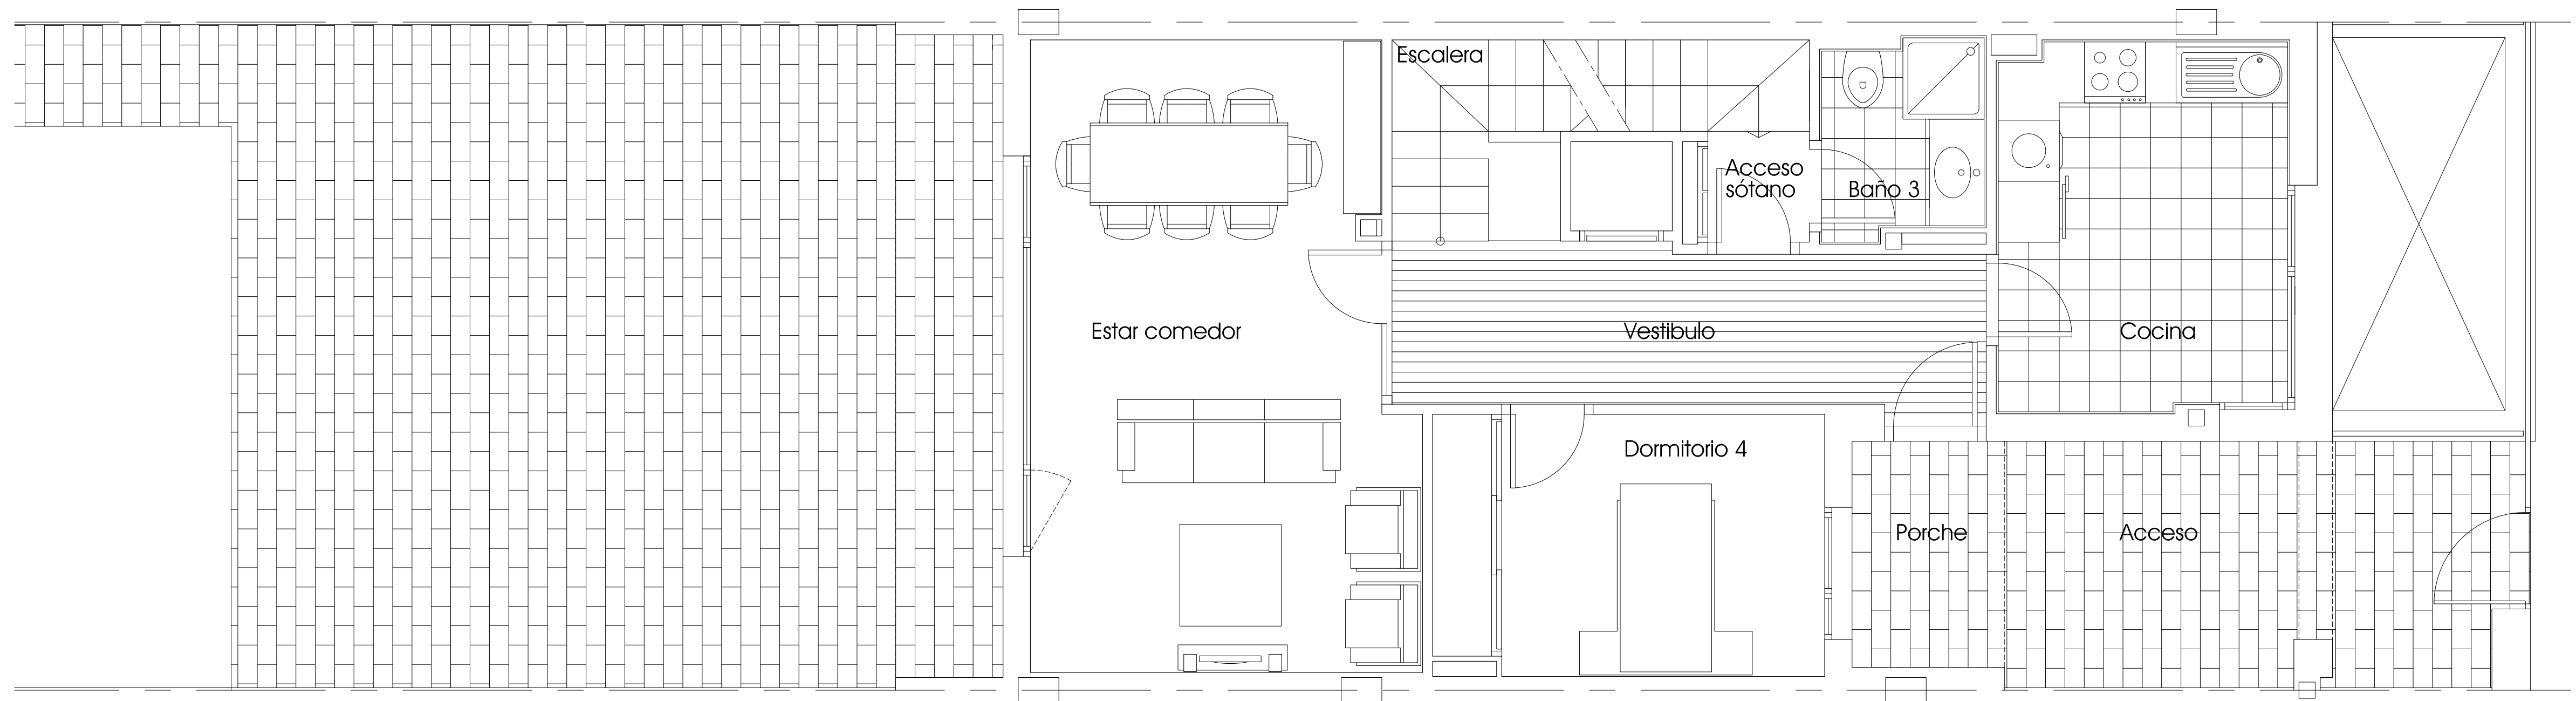 Escalera
Acceso
sótano
Baño 3
Estar comedor
Vestibulo
Cocina
Dormitorio 4
Porche
Acceso